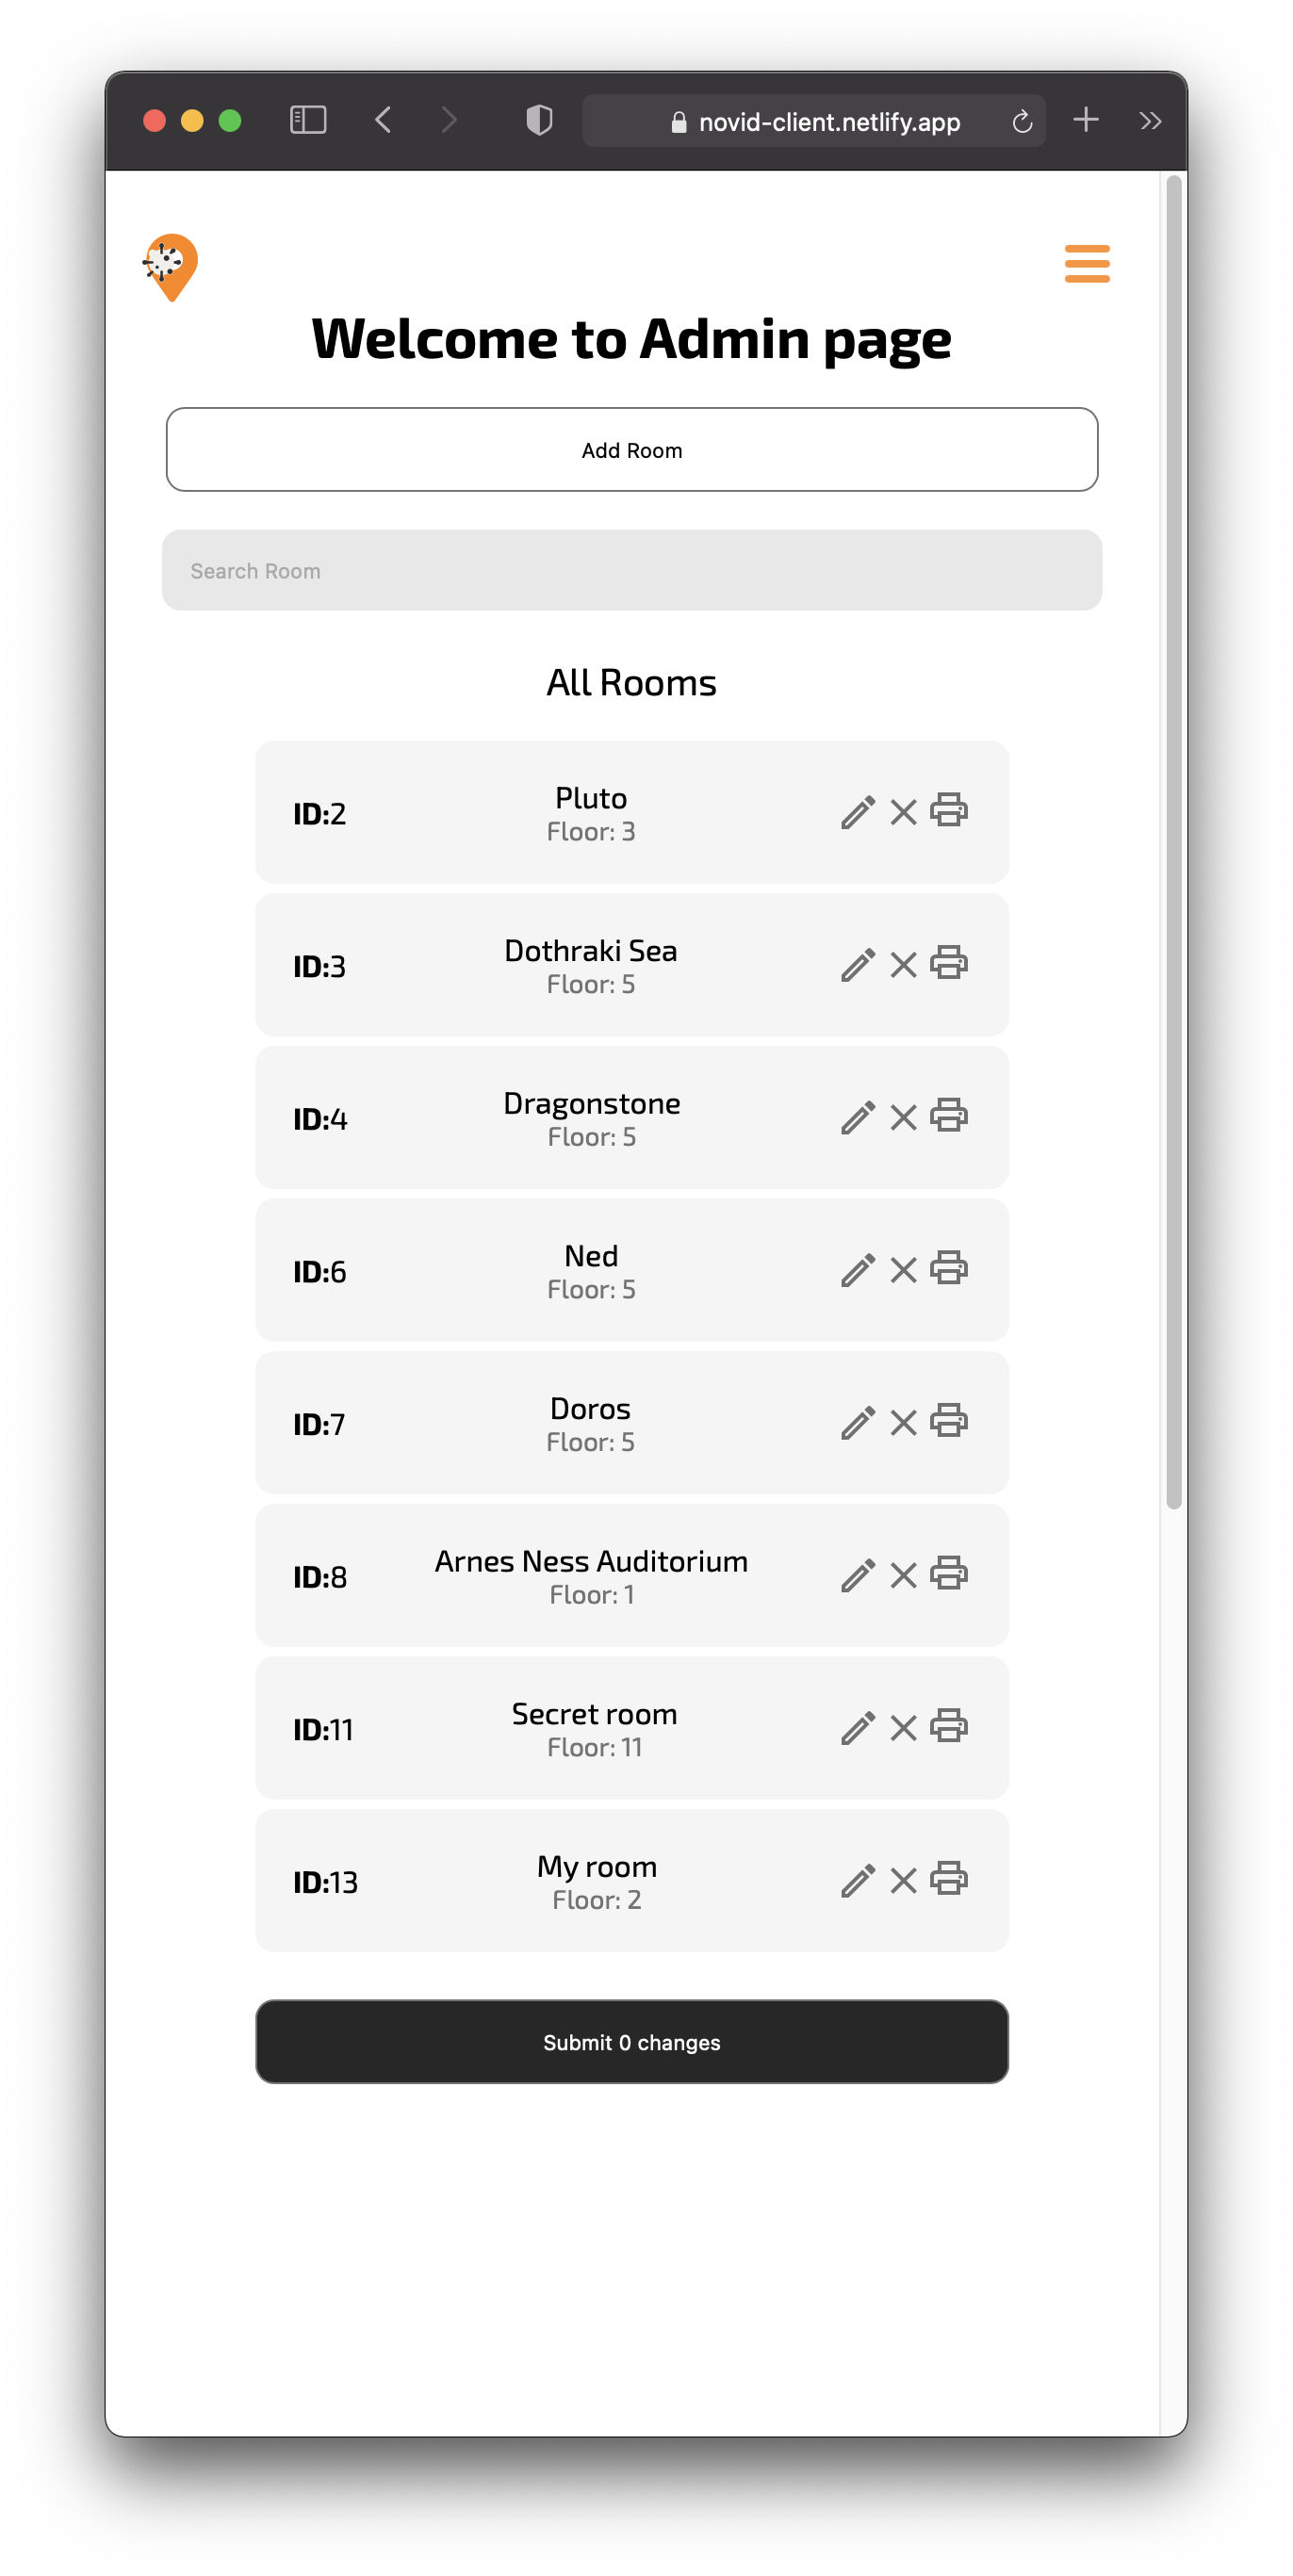 novid-client.netlify.app
Welcome to Admin page
Add Room
Search Room
All Rooms
ID:2
Pluto
Floor: 3
ID:3
Dothraki Sea
Floor: 5
ID:4
Dragonstone
Floor: 5
ID:6
Ned
Floor: 5
ID:7
Doros
Floor: 5
ID:8
Arnes Ness Auditorium
Floor: 1
ID:11
Secret room
Floor: 11
ID:13
My room
Floor: 2
Submit 0 changes